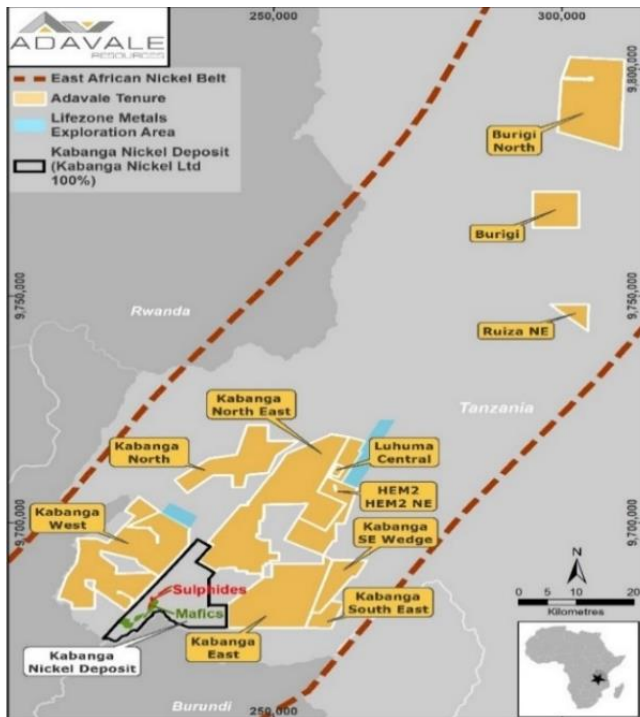 ADAVALE
RESOURCES
East African Nickel Belt
Adavale Tenure
Lifezone Metals
Exploration Area
Kabanga Nickel Deposit
(Kabanga Nickel Ltd
100%)
250,000
300,000
9,800,000
Burigi
North
Burigi
9,750,000
9,750,000
Ruiza NE
Rwanda
Tanzania
Kabanga
North East
Kabanga
North
Luhuma
Central
HEM2
HEM2 NE
Kabanga
West
Kabanga
SE Wedge
9,700,000
9,700,000
Sulphides
Mafics
Kabanga
South East
Kabanga
Nickel Deposit
Kabanga
East
N
0 10 20
Kilometres
Burundi
250,000